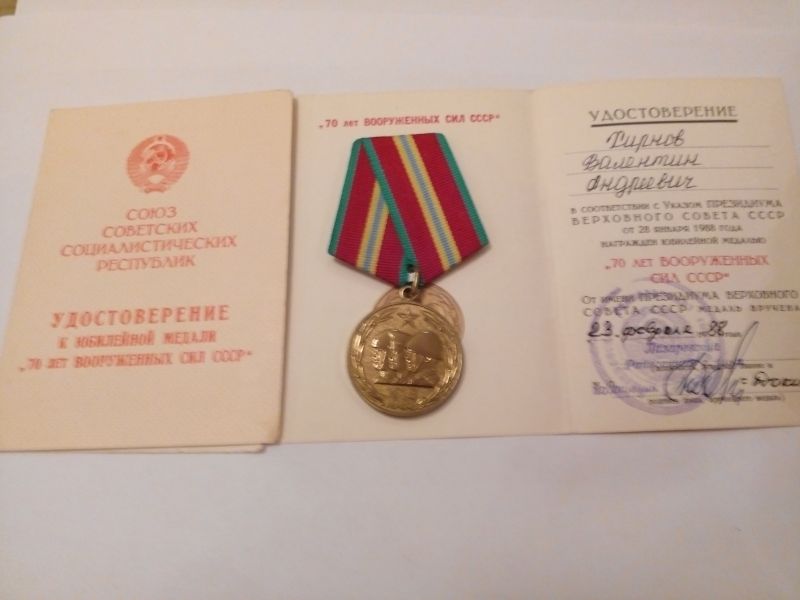 СОЮЗ
СОВЕТСКИХ
СОЦИАЛИСТИЧЕСКИХ
РЕСПУБЛИК
УДОСТОВЕРЕНИЕ
К ЮБИЛЕЙНОЙ МЕДАЛИ
„70 ЛЕТ ВООРУЖЕННЫХ СИЛ СССР"
„70 лет ВООРУЖЕННЫХ СИЛ СССР"
УДОСТОВЕРЕНИЕ
Валентин
Андреевич
В СООТВЕТСТВИИ С УКАЗОМ ПРЕЗИДИУМА
ВЕРХОВНОГО СОВЕТА СССР
ОТ 28 ЯНВАРЯ 1988 ГОДА
НАГРАЖДЕН ЮБИЛЕЙНОЙ МЕДАЛЬЮ
„70 ЛЕТ ВООРУЖЕННЫХ
СИЛ СССР"
ОТ ИМЕНИ ПРЕЗИДИУМА ВЕРХОВНОГО
СОВЕТА СССР МЕДАЛЬ ВРУЧЕНА
23 февраля 1988 года